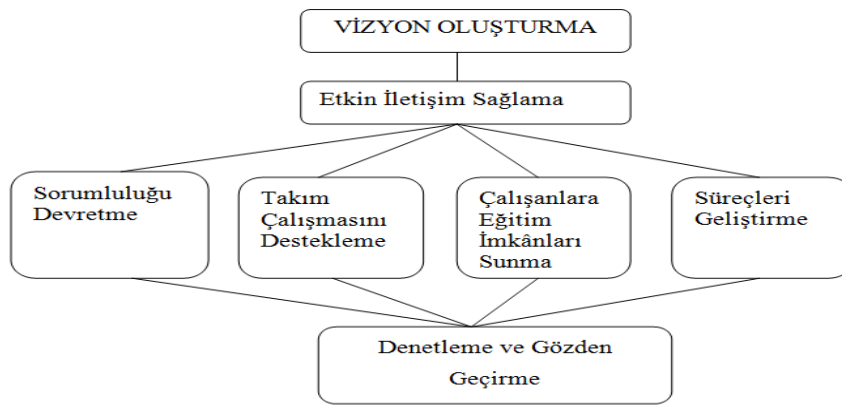 VİZYON OLUŞTURMA
Etkin İletişim Sağlama
Sorumluluğu
Devretme
Takım
Çalışmasını
Destekleme
Çalışanlara
Eğitim
İmkânları
Sunma
Süreçleri
Geliştirme
Denetleme ve Gözden
Geçirme